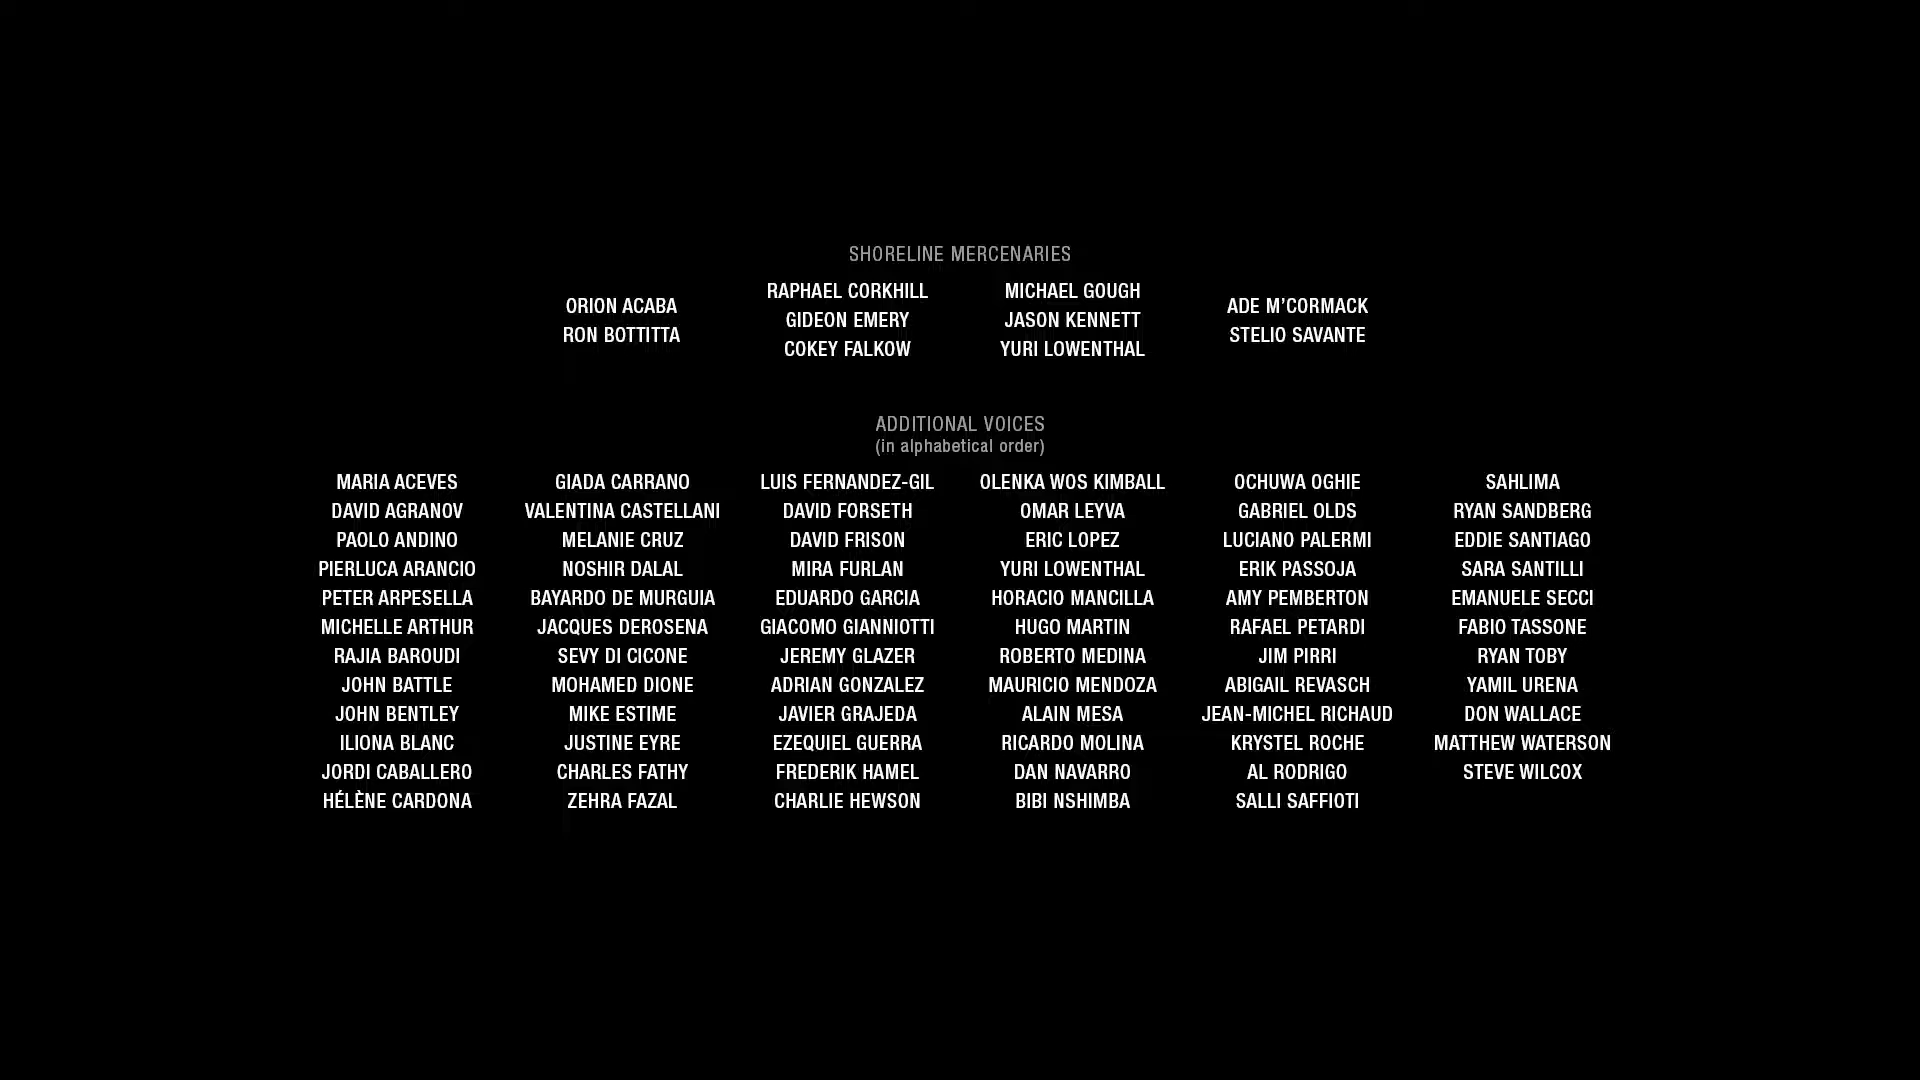 SHORELINE MERCENARIES
ORION ACABA
RON BOTTITTA
RAPHAEL CORKHILL
GIDEON EMERY
COKEY FALKOW
MICHAEL GOUGH
JASON KENNETT
YURI LOWENTHAL
ADE M’CORMACK
STELIO SAVANTE
ADDITIONAL VOICES
(in alphabetical order)
MARIA ACEVES
DAVID AGRANOV
PAOLO ANDINO
PIERLUCA ARANCIO
PETER ARPESELLA
MICHELLE ARTHUR
RAJIA BAROUDI
JOHN BATTLE
JOHN BENTLEY
ILIONA BLANC
JORDI CABALLERO
HÉLÈNE CARDONA
GIADA CARRANO
VALENTINA CASTELLANI
MELANIE CRUZ
NOSHIR DALAL
BAYARDO DE MURGUIA
JACQUES DEROSENA
SEVY DI CICONE
MOHAMED DIONE
MIKE ESTIME
JUSTINE EYRE
CHARLES FATHY
ZEHRA FAZAL
LUIS FERNANDEZ-GIL
DAVID FORSETH
DAVID FRISON
MIRA FURLAN
EDUARDO GARCIA
GIACOMO GIANNIOTTI
JEREMY GLAZER
ADRIAN GONZALEZ
JAVIER GRAJEDA
EZEQUIEL GUERRA
FREDERIK HAMEL
CHARLIE HEWSON
OLENKA WOS KIMBALL
OMAR LEYVA
ERIC LOPEZ
YURI LOWENTHAL
HORACIO MANCILLA
HUGO MARTIN
ROBERTO MEDINA
MAURICIO MENDOZA
ALAIN MESA
RICARDO MOLINA
DAN NAVARRO
BIBI NSHIMBA
OCHUWA OGHIE
GABRIEL OLDS
LUCIANO PALERMI
ERIK PASSOJA
AMY PEMBERTON
RAFAEL PETARDI
JIM PIRRI
ABIGAIL REVASCH
JEAN-MICHEL RICHAUD
KRYSTEL ROCHE
AL RODRIGO
SALLI SAFFIOTI
SAHLIMA
RYAN SANDBERG
EDDIE SANTIAGO
SARA SANTILLI
EMANUELE SECCI
FABIO TASSONE
RYAN TOBY
YAMIL URENA
DON WALLACE
MATTHEW WATERSON
STEVE WILCOX